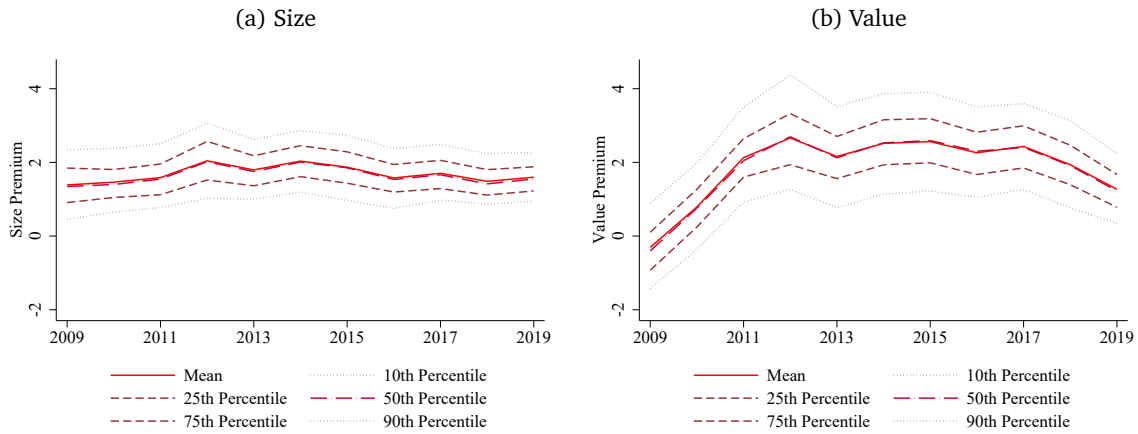 (a) Size
Size Premium
4
2
0
-2
2009 2011 2013 2015 2017 2019
Mean 10th Percentile
25th Percentile 50th Percentile
75th Percentile 90th Percentile
(b) Value
Value Premium
4
2
0
-2
2009 2011 2013 2015 2017 2019
Mean 10th Percentile
25th Percentile 50th Percentile
75th Percentile 90th Percentile